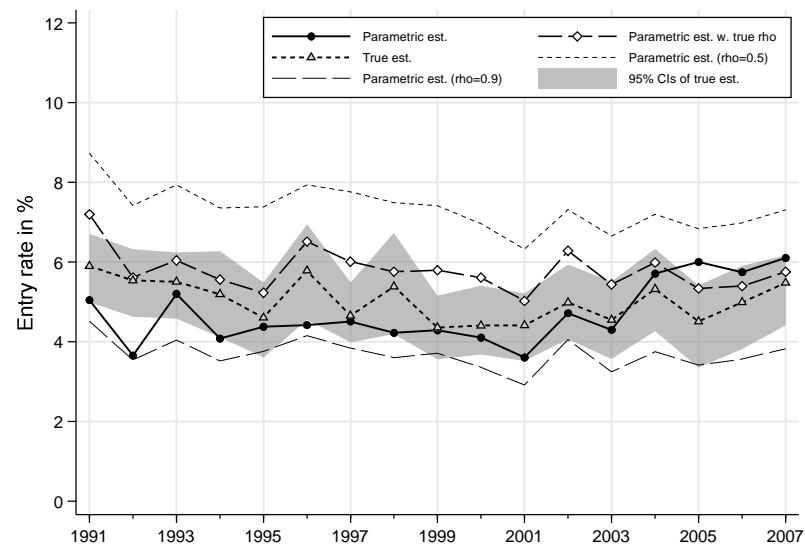 Parametric est.
Parametric est. w. true rho
True est.
Parametric est. (rho=0.5)
Parametric est. (rho=0.9)
95% CIs of true est.
Entry rate in %
12
10
8
6
4
2
0
1991 1993 1995 1997 1999 2001 2003 2005 2007